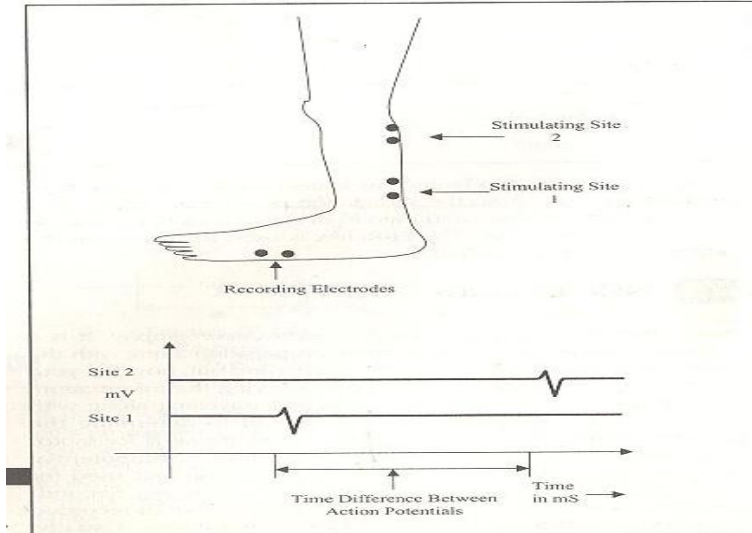 Stimulating Site
2
Stimulating Site
1
Recording Electrodes
Site 2
mV
Site 1
Time Difference Between
Action Potentials
Time
in mS